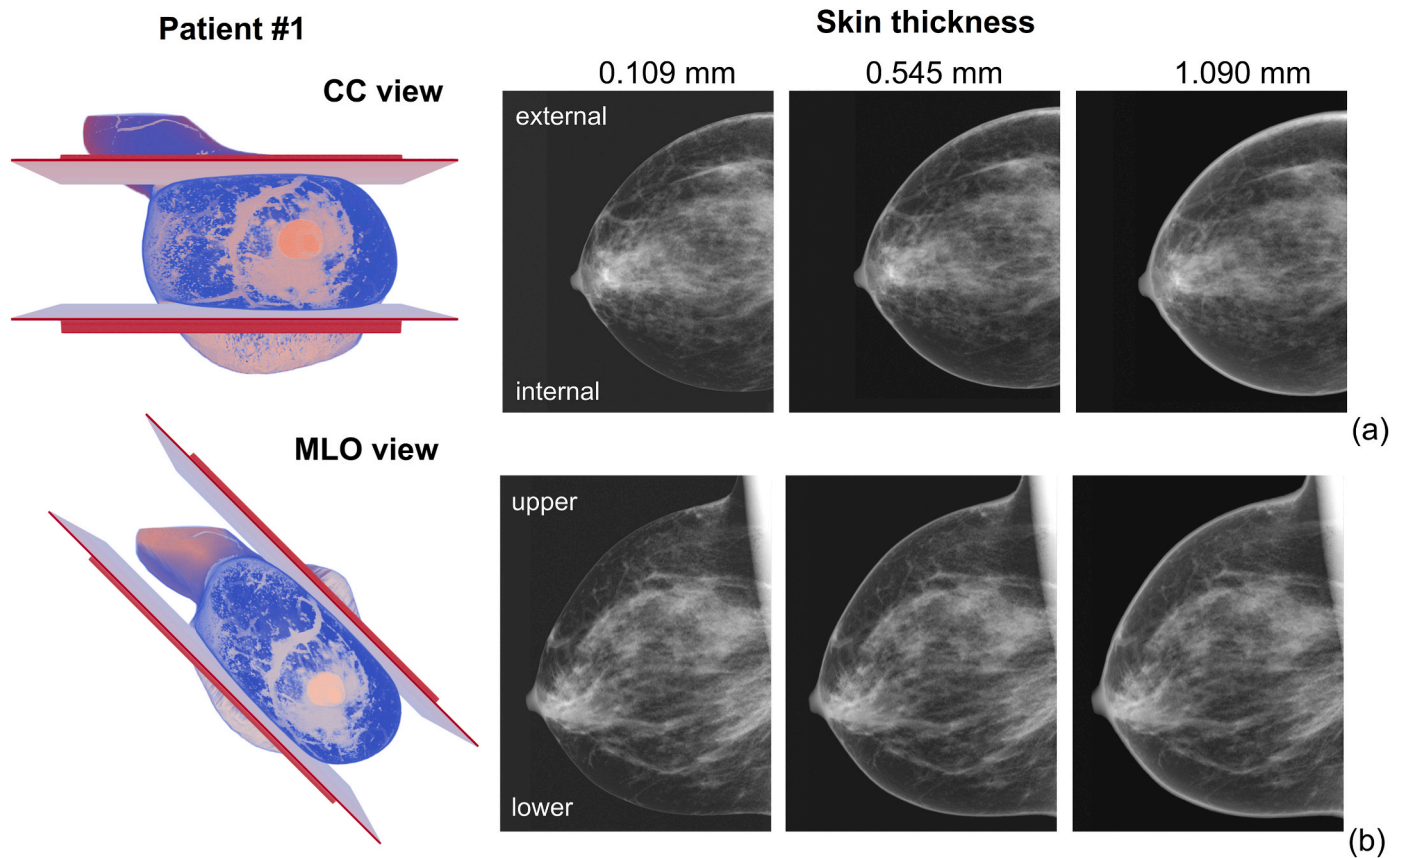 Patient #1
Skin thickness
CC view
0.109 mm
0.545 mm
1.090 mm
external
internal
(a)
MLO view
upper
lower
(b)